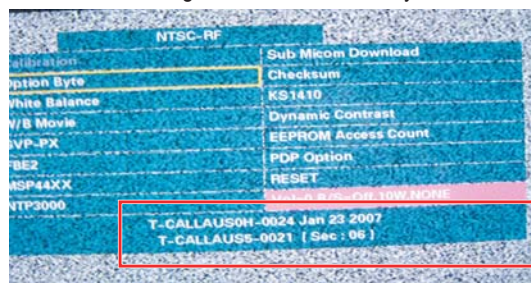 NTSC-RF
Calibration
Option Byte
White Balance
W/B Movie
SVP-PX
FBE2
MSP44XX
NTP3000
Sub Micom Download
Checksum
KS1410
Dynamic Contrast
EEPROM Access Count
PDP Option
RESET
T-CALLAUS0H-0024 Jan 23 2007
T-CALLAUS5-0021 ( Sec : 06 )